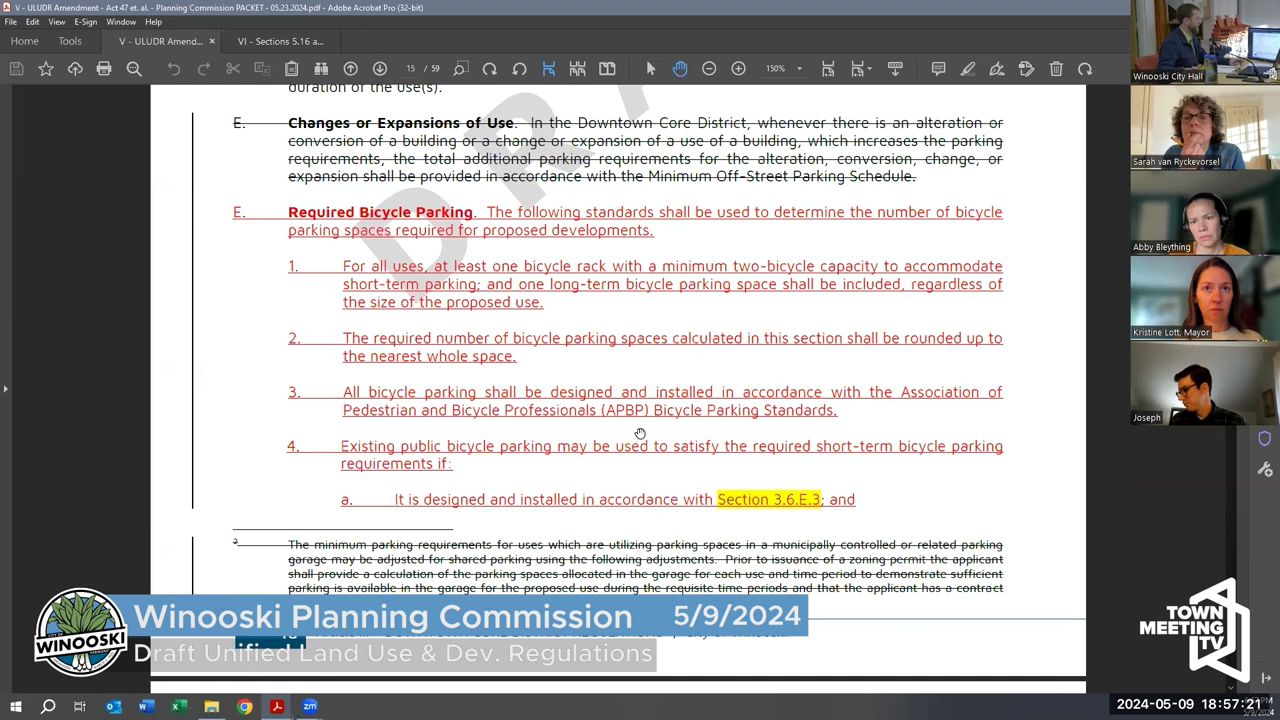 V - ULUDR Amendment - Act 47 et. al. - Planning Commission PACKET - 05.23.2024.pdf - Adobe Acrobat Pro (32-bit)
File Edit View E-Sign Window Help
Home Tools V - ULUDR Amend... × VI - Sections 5.16 a...
15 / 59 150%
duration of the use(s).
E. Changes or Expansions of Use. In the Downtown Core District, whenever there is an alteration or
conversion of a building or a change or expansion of a use of a building, which increases the parking
requirements, the total additional parking requirements for the alteration, conversion, change, or
expansion shall be provided in accordance with the Minimum Off-Street Parking Schedule.
E. Required Bicycle Parking. The following standards shall be used to determine the number of bicycle
parking spaces required for proposed developments.
1. For all uses, at least one bicycle rack with a minimum two-bicycle capacity to accommodate
short-term parking; and one long-term bicycle parking space shall be included, regardless of
the size of the proposed use.
2. The required number of bicycle parking spaces calculated in this section shall be rounded up to
the nearest whole space.
3. All bicycle parking shall be designed and installed in accordance with the Association of
Pedestrian and Bicycle Professionals (APBP) Bicycle Parking Standards.
4. Existing public bicycle parking may be used to satisfy the required short-term bicycle parking
requirements if:
a. It is designed and installed in accordance with Section 3.6.E.3; and
2 The minimum parking requirements for uses which are utilizing parking spaces in a municipally controlled or related parking
garage may be adjusted for shared parking using the following adjustments. Prior to issuance of a zoning permit the applicant
shall provide a calculation of the parking spaces allocated in the garage for each use and time period to demonstrate sufficient
parking is available in the garage for the proposed use during the requisite time periods and that the applicant has a contract
DRA
Winooski City Hall
Sarah van Ryckevorsel
Abby Bleything
Kristine Lott, Mayor
Joseph
WINOOSKI
Winooski Planning Commission 5/9/2024
Draft Unified Land Use & Dev. Regulations
TOWN
MEETING
TV
2024-05-09 18:57:21